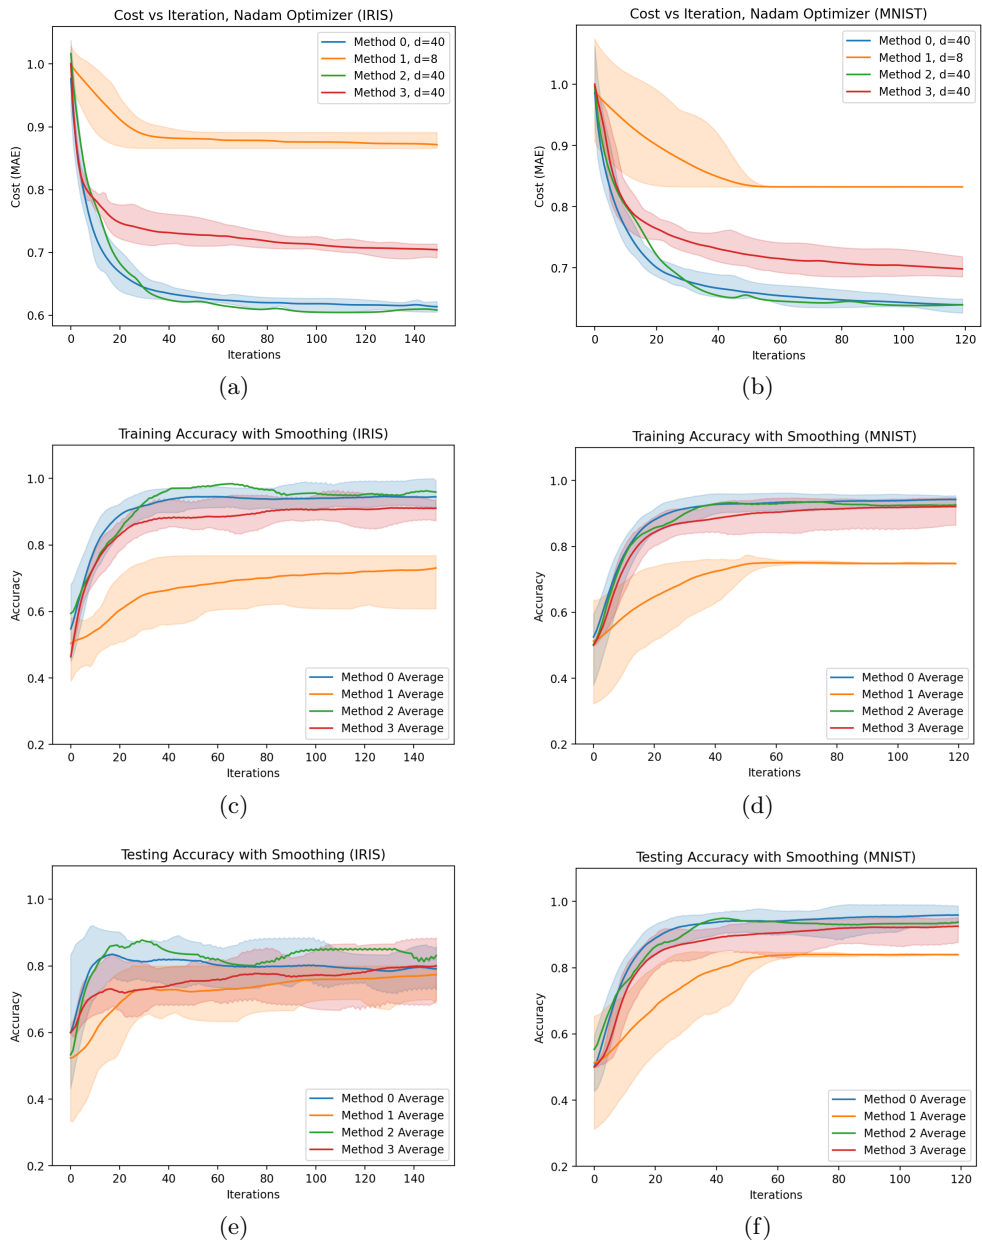 Cost vs Iteration, Nadam Optimizer (IRIS)
Cost (MAE)
1.0
0.9
0.8
0.7
0.6
Method 0, d=40
Method 1, d=8
Method 2, d=40
Method 3, d=40
0 20 40 60 80 100 120 140
Iterations
(a)
Cost vs Iteration, Nadam Optimizer (MNIST)
Cost (MAE)
1.0
0.9
0.8
0.7
Method 0, d=40
Method 1, d=8
Method 2, d=40
Method 3, d=40
0 20 40 60 80 100 120
Iterations
(b)
Training Accuracy with Smoothing (IRIS)
Accuracy
1.0
0.8
0.6
0.4
0.2
Method 0 Average
Method 1 Average
Method 2 Average
Method 3 Average
0 20 40 60 80 100 120 140
Iterations
(c)
Training Accuracy with Smoothing (MNIST)
Accuracy
1.0
0.8
0.6
0.4
0.2
Method 0 Average
Method 1 Average
Method 2 Average
Method 3 Average
0 20 40 60 80 100 120
Iterations
(d)
Testing Accuracy with Smoothing (IRIS)
Accuracy
1.0
0.8
0.6
0.4
0.2
Method 0 Average
Method 1 Average
Method 2 Average
Method 3 Average
0 20 40 60 80 100 120 140
Iterations
(e)
Testing Accuracy with Smoothing (MNIST)
Accuracy
1.0
0.8
0.6
0.4
0.2
Method 0 Average
Method 1 Average
Method 2 Average
Method 3 Average
0 20 40 60 80 100 120
Iterations
(f)